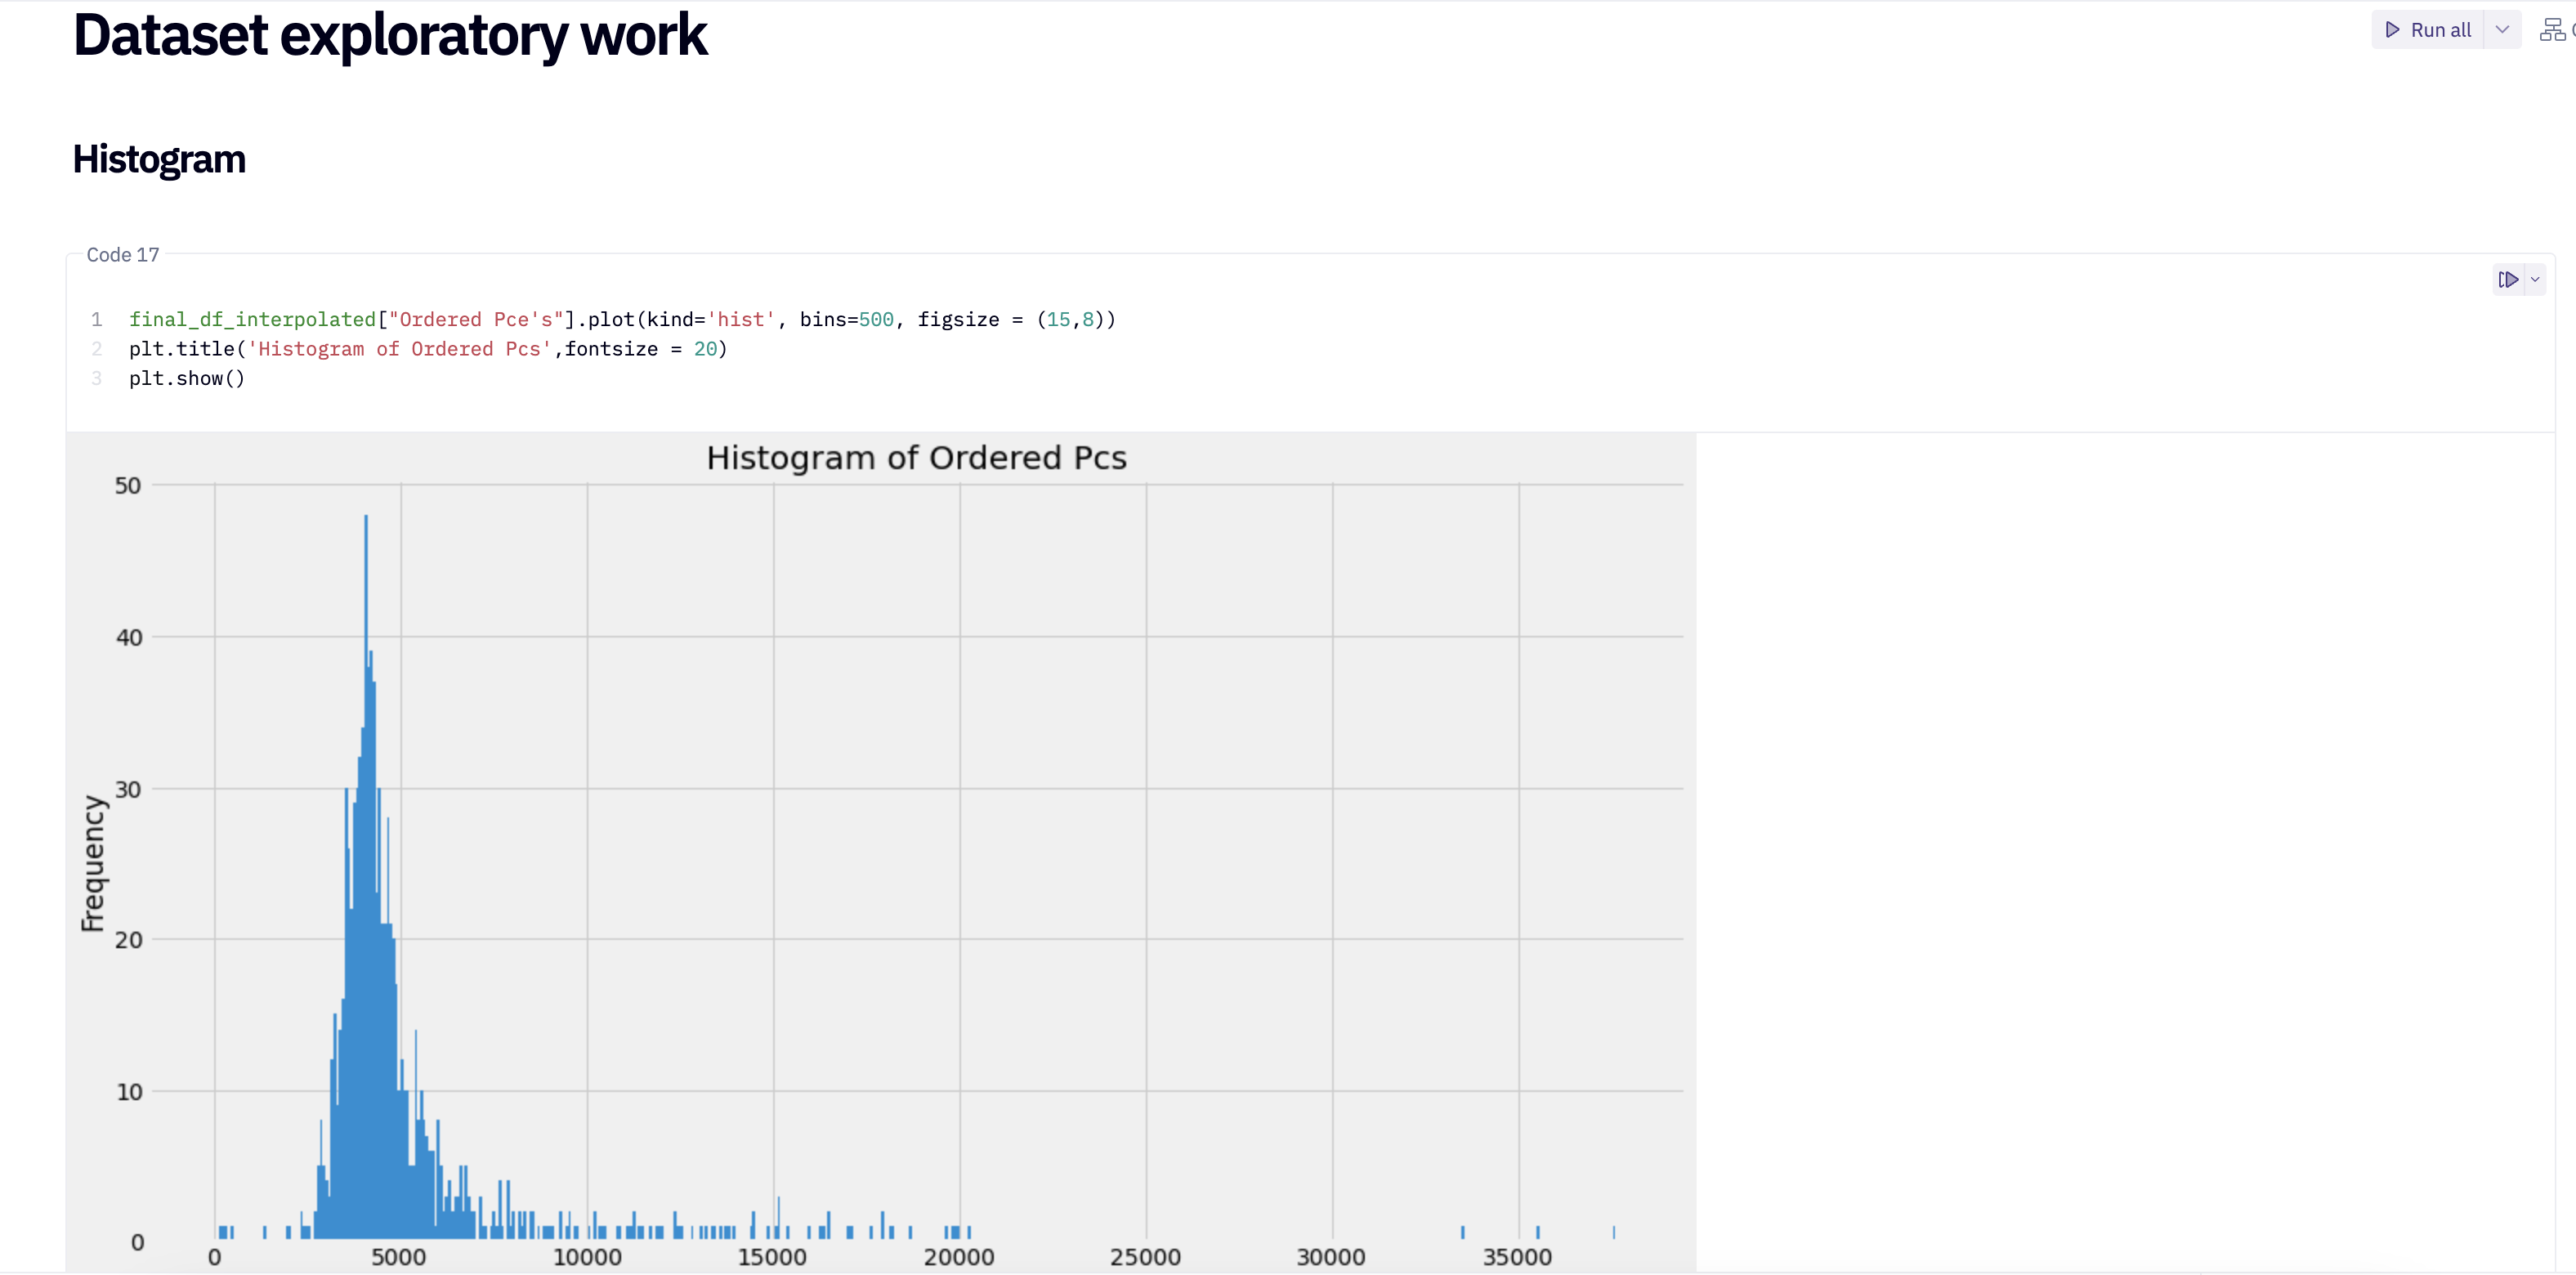 Dataset exploratory work
Run all
Histogram
Code 17
1 final_df_interpolated["Ordered Pce's"].plot(kind='hist', bins=500, figsize = (15,8))
2 plt.title('Histogram of Ordered Pcs',fontsize = 20)
3 plt.show()
Histogram of Ordered Pcs
50
40
30
20
10
0
Frequency
0 5000 10000 15000 20000 25000 30000 35000